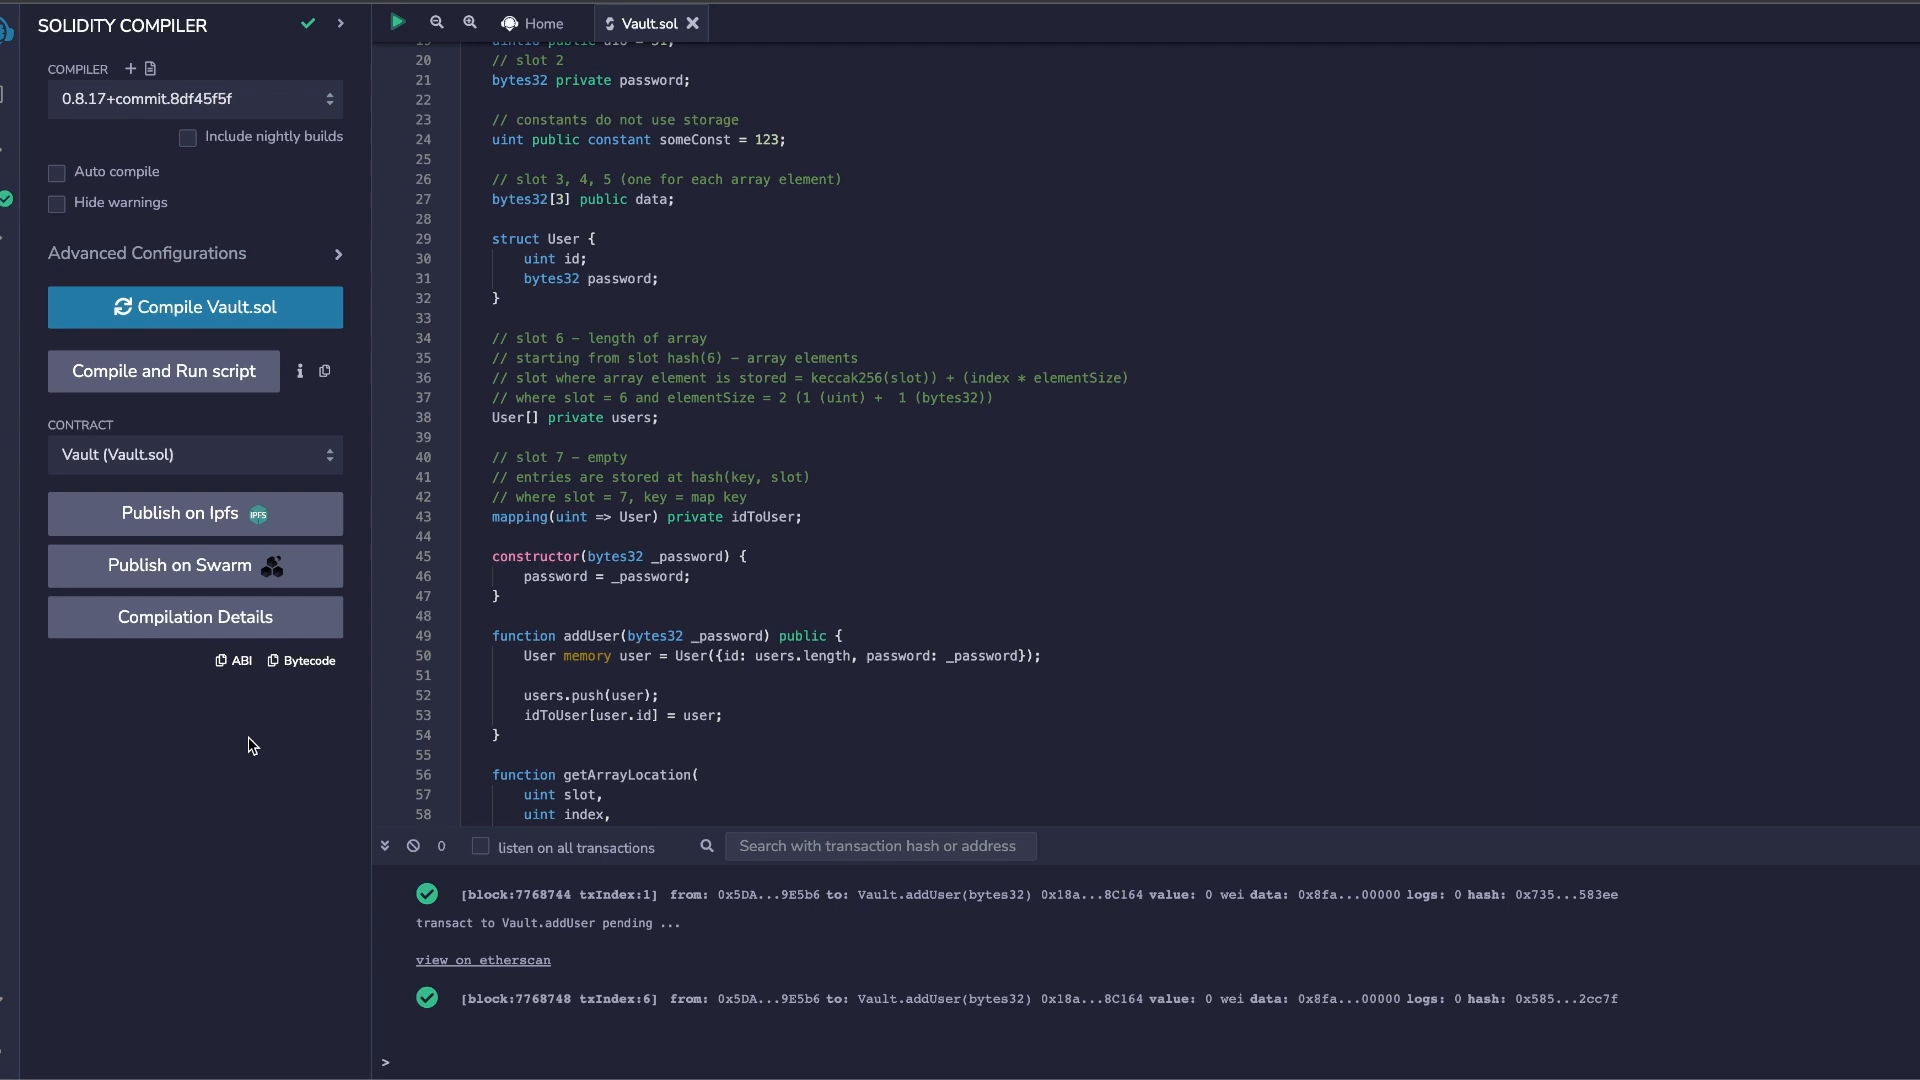 SOLIDITY COMPILER
COMPILER
0.8.17+commit.8df45f5f
Include nightly builds
Auto compile
Hide warnings
Advanced Configurations
Compile Vault.sol
Compile and Run script
CONTRACT
Vault (Vault.sol)
Publish on Ipfs
IPFS
Publish on Swarm
Compilation Details
ABI Bytecode
Home
Vault.sol
19 uint16 public u16 = 31;
20 // slot 2
21 bytes32 private password;
22
23 // constants do not use storage
24 uint public constant someConst = 123;
25
26 // slot 3, 4, 5 (one for each array element)
27 bytes32[3] public data;
28
29 struct User {
30 uint id;
31 bytes32 password;
32 }
33
34 // slot 6 – length of array
35 // starting from slot hash(6) – array elements
36 // slot where array element is stored = keccak256(slot)) + (index * elementSize)
37 // where slot = 6 and elementSize = 2 (1 (uint) +  1 (bytes32))
38 User[] private users;
39
40 // slot 7 – empty
41 // entries are stored at hash(key, slot)
42 // where slot = 7, key = map key
43 mapping(uint => User) private idToUser;
44
45 constructor(bytes32 _password) {
46 password = _password;
47 }
48
49 function addUser(bytes32 _password) public {
50 User memory user = User({id: users.length, password: _password});
51
52 users.push(user);
53 idToUser[user.id] = user;
54 }
55
56 function getArrayLocation(
57 uint slot,
58 uint index,
0 listen on all transactions Search with transaction hash or address
[block:7768744 txIndex:1] from: 0x5DA...9E5b6 to: Vault.addUser(bytes32) 0x18a...8C164 value: 0 wei data: 0x8fa...00000 logs: 0 hash: 0x735...583ee
transact to Vault.addUser pending ...
view on etherscan
[block:7768748 txIndex:6] from: 0x5DA...9E5b6 to: Vault.addUser(bytes32) 0x18a...8C164 value: 0 wei data: 0x8fa...00000 logs: 0 hash: 0x585...2cc7f
>